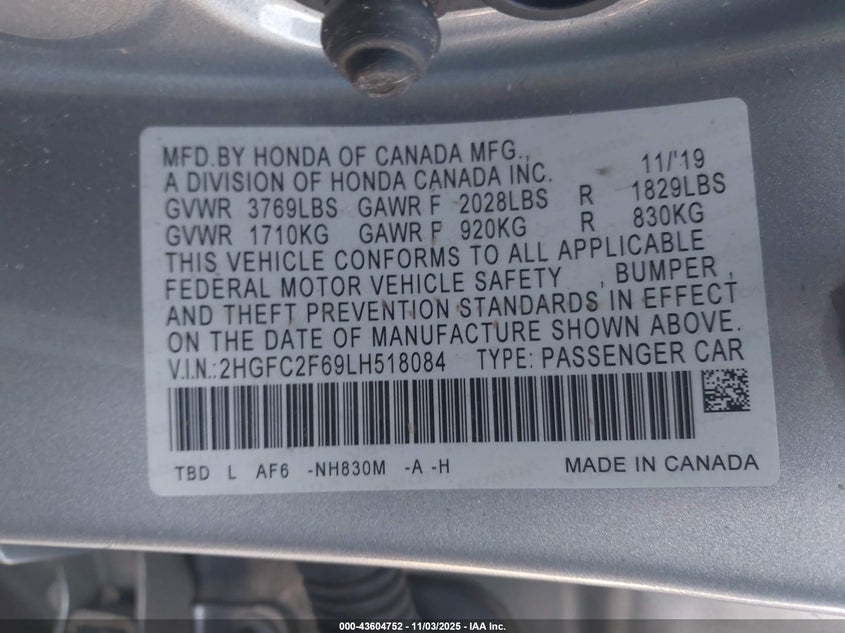 MFD.BY HONDA OF CANADA MFG., 11/'19
A DIVISION OF HONDA CANADA INC.
GVWR 3769LBS GAWR F 2028LBS R 1829LBS
GVWR 1710KG GAWR F 920KG R 830KG
THIS VEHICLE CONFORMS TO ALL APPLICABLE
FEDERAL MOTOR VEHICLE SAFETY , BUMPER ,
AND THEFT PREVENTION STANDARDS IN EFFECT
ON THE DATE OF MANUFACTURE SHOWN ABOVE.
V.I.N.:2HGFC2F69LH518084 TYPE: PASSENGER CAR
TBD L AF6 -NH830M -A -H MADE IN CANADA
000-43604752 - 11/03/2025 - IAA Inc.